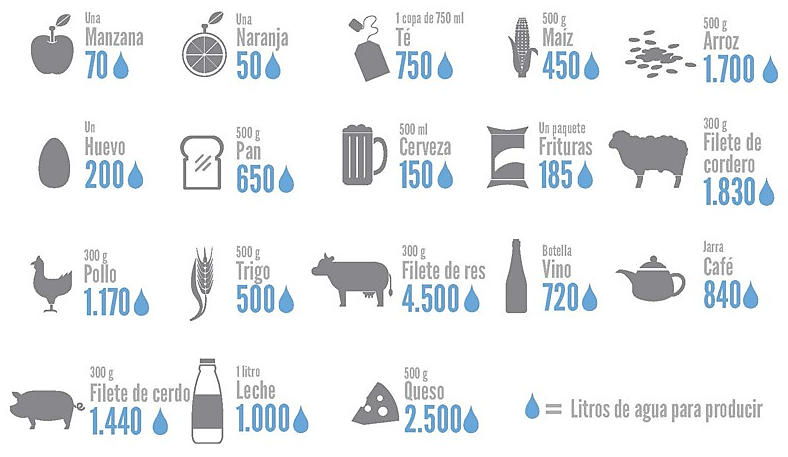 Una
Manzana
70
Una
Naranja
50
1 copa de 750 ml
Té
750
500 g
Maíz
450
500 g
Arroz
1.700
Un
Huevo
200
500 g
Pan
650
500 ml
Cerveza
150
Un paquete
Frituras
185
300 g
Filete de
cordero
1.830
300 g
Pollo
1.170
500 g
Trigo
500
300 g
Filete de res
4.500
Botella
Vino
720
Jarra
Café
840
300 g
Filete de cerdo
1.440
1 litro
Leche
1.000
500 g
Queso
2.500
= Litros de agua para producir